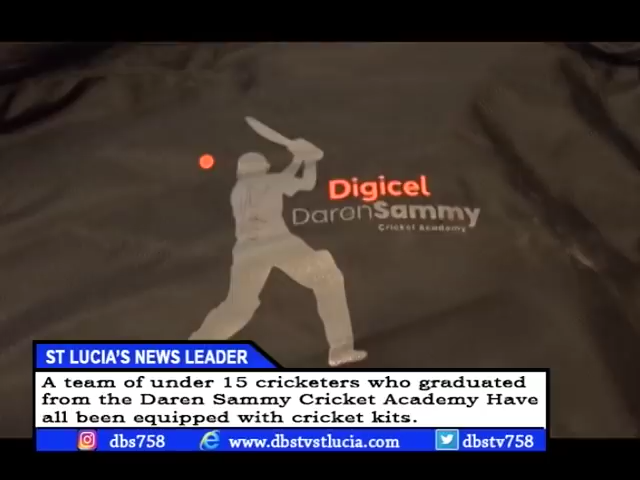 Digicel
DarenSammy
Cricket Academy
ST LUCIA'S NEWS LEADER
A team of under 15 cricketers who graduated
from the Daren Sammy Cricket Academy Have
all been equipped with cricket kits.
dbs758 www.dbstvstlucia.com dbstv758